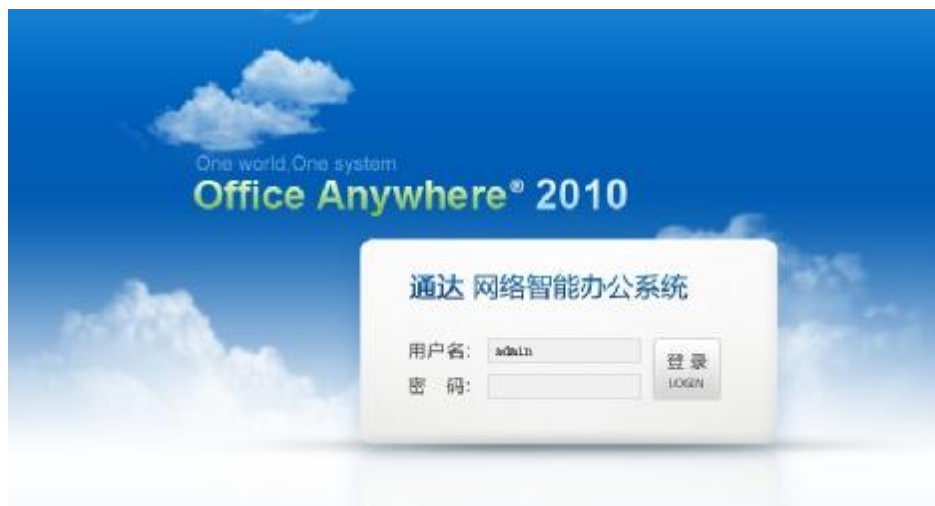 One world,One system
Office Anywhere® 2010
通达 网络智能办公系统
用户名: admin
密 码:
登 录
LOGIN